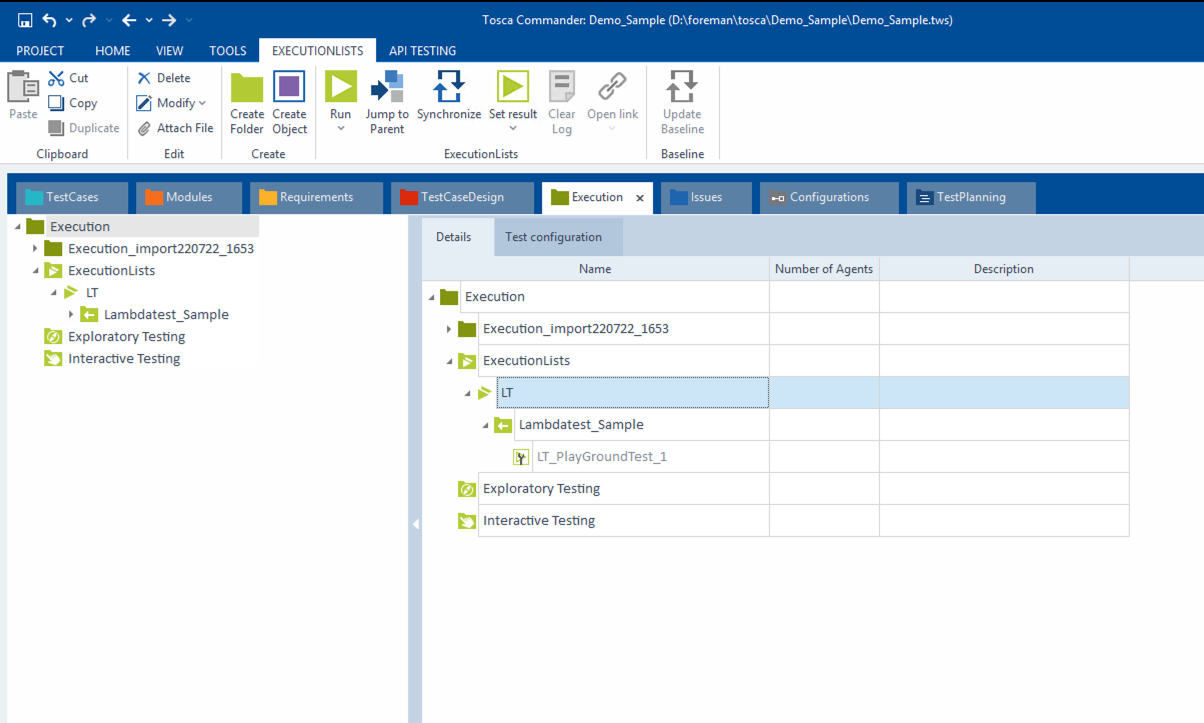 Tosca Commander: Demo_Sample (D:\foreman\tosca\Demo_Sample\Demo_Sample.tws)
PROJECT HOME VIEW TOOLS EXECUTIONLISTS API TESTING
Paste
Cut
Copy
Duplicate
Clipboard
Delete
Modify
Attach File
Edit
Create Folder
Create Object
Create
Run
Jump to Parent
Synchronize
Set result
Clear Log
Open link
ExecutionLists
Update Baseline
Baseline
TestCases Modules Requirements TestCaseDesign Execution Issues Configurations TestPlanning
Execution
Execution_import220722_1653
ExecutionLists
LT
Lambdatest_Sample
Exploratory Testing
Interactive Testing
Details Test configuration
Name Number of Agents Description
Execution
Execution_import220722_1653
ExecutionLists
LT
Lambdatest_Sample
LT_PlayGroundTest_1
Exploratory Testing
Interactive Testing